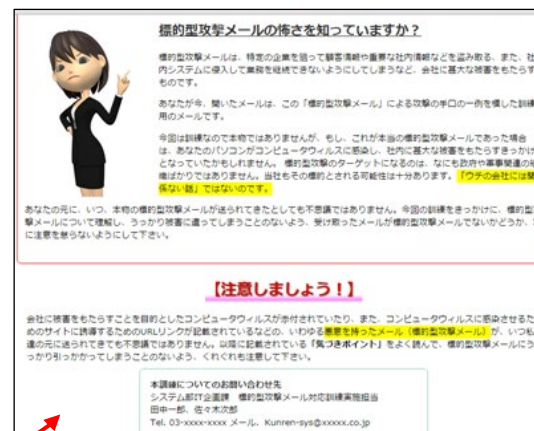 標的型攻撃メールの怖さを知っていますか？
標的型攻撃メールは、特定の企業を狙って顧客情報や重要な社内情報などを盗み取る、また、社
内システムに侵入して業務を継続できないようにしてしまうなど、会社に甚大な被害をもたらす
ものです。
あなたが今、開いたメールは、この「標的型攻撃メール」による攻撃の手口の一例を模した訓練
用のメールです。
今回は訓練なので本物ではありませんが、もし、これが本当の標的型攻撃メールであった場合
は、あなたのパソコンがコンピュータウィルスに感染し、社内に甚大な被害をもたらすきっかけ
となっていたかもしれません。 標的型攻撃のターゲットになるのは、なにも政府や軍事関連の組
織ばかりではありません。当社もその標的とされる可能性は十分あります。「ウチの会社には関
係ない話」ではないのです。
あなたの元に、いつ、本物の標的型攻撃メールが送られてきたとしても不思議ではありません。今回の訓練をきっかけに、標的型
撃メールについて理解し、うっかり被害に遭ってしまうことのないよう、受け取ったメールが標的型攻撃メールでないかどうか、
に注意を怠らないようにして下さい。
【注意しましょう！】
会社に被害をもたらすことを目的としたコンピュータウィルスが添付されていたり、また、コンピュータウィルスに感染させるた
めのサイトに誘導するためのURLリンクが記載されているなどの、いわゆる悪意を持ったメール（標的型攻撃メール）が、いつ私
達の元に送られてきても不思議ではありません。以降に記載されている「気づきポイント」をよく読んで、標的型攻撃メールにう
っかり引っかかってしまうことのないよう、くれぐれも注意して下さい。
本訓練についてのお問い合わせ先
システム部IT企画課 標的型攻撃メール対応訓練実施担当
田中一郎、佐々木次郎
Tel. 03-xxxx-xxxx メール、Kunren-sys@xxxxx.co.jp